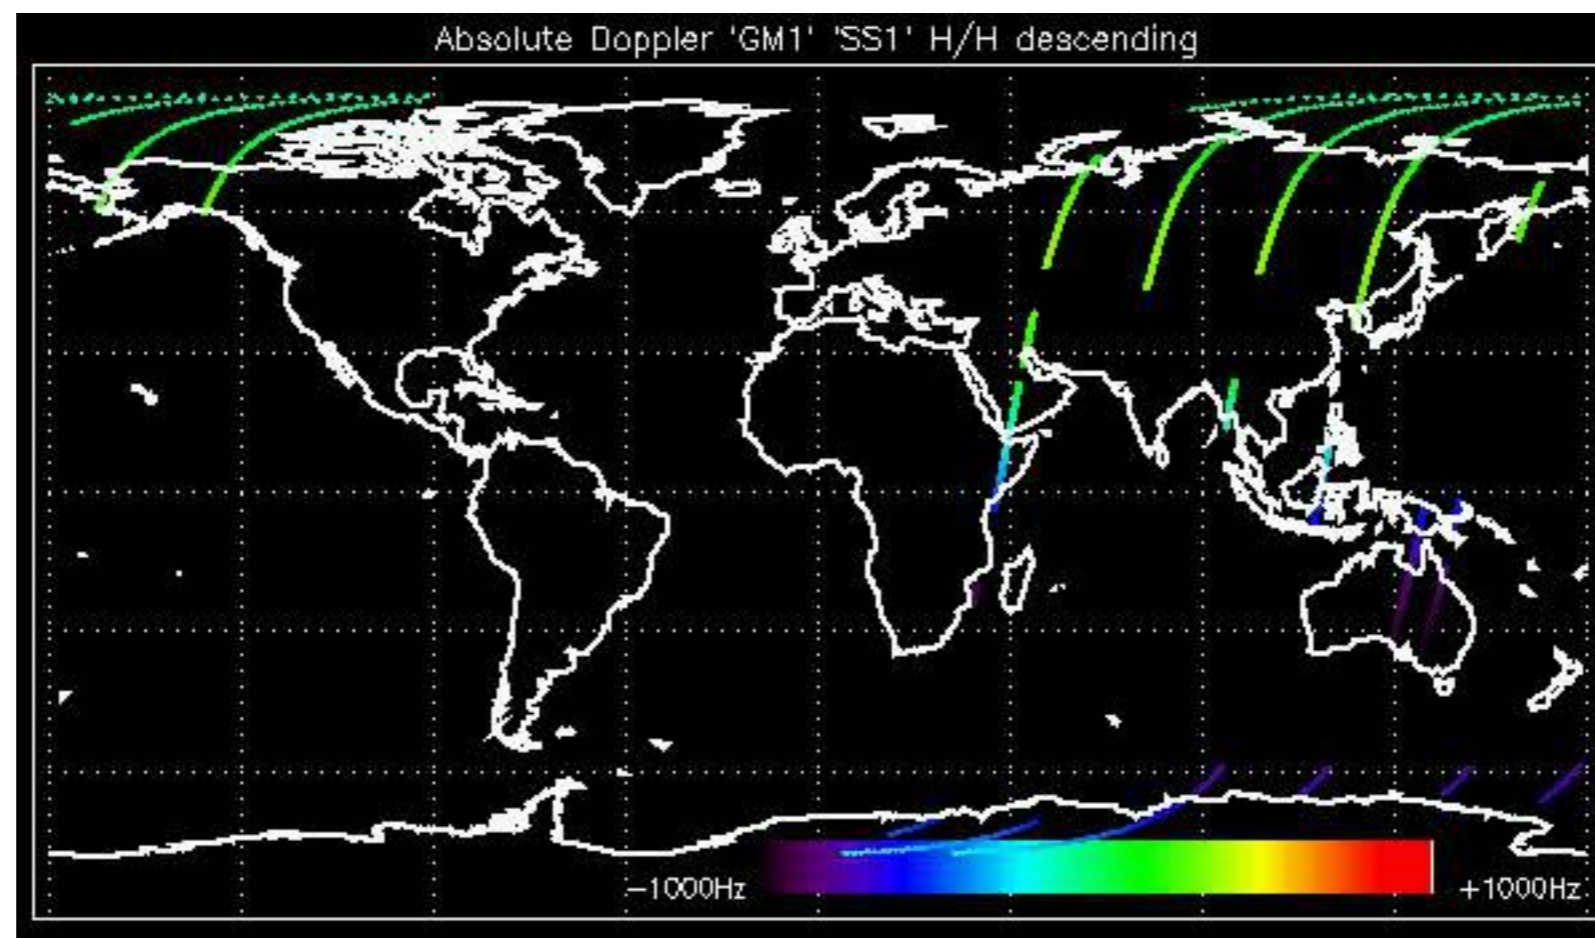 Absolute Doppler 'GM1' 'SS1' H/H descending
−1000Hz
+1000Hz